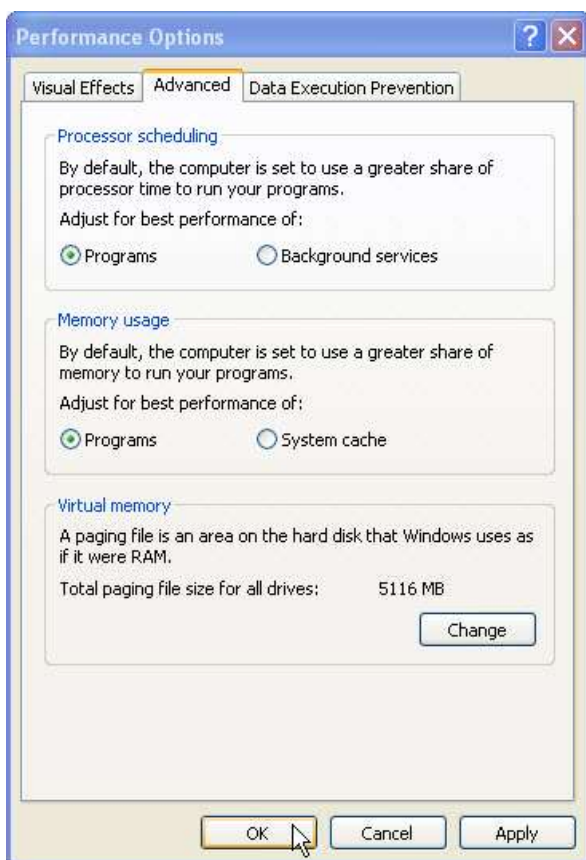 Performance Options
Visual Effects Advanced Data Execution Prevention
Processor scheduling
By default, the computer is set to use a greater share of
processor time to run your programs.
Adjust for best performance of:
Programs Background services
Memory usage
By default, the computer is set to use a greater share of
memory to run your programs.
Adjust for best performance of:
Programs System cache
Virtual memory
A paging file is an area on the hard disk that Windows uses as
if it were RAM.
Total paging file size for all drives: 5116 MB
Change
OK Cancel Apply